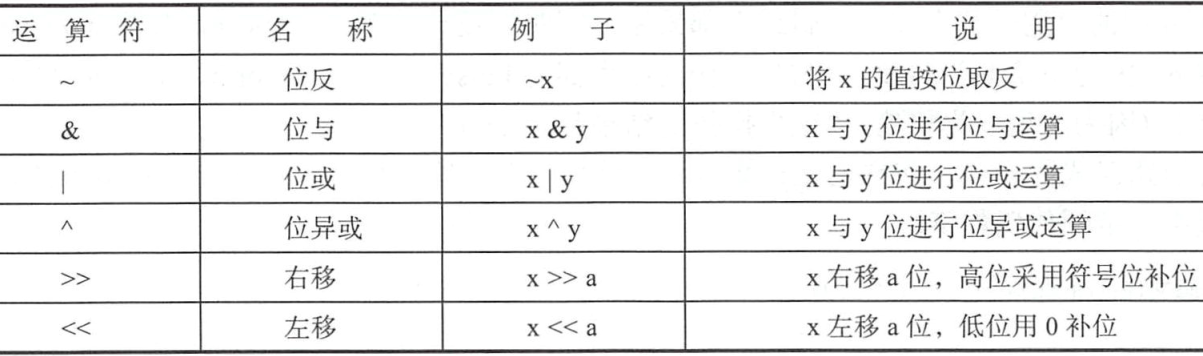 运 算 符 名 称 例 子 说 明
~ 位反 ~x 将 x 的值按位取反
& 位与 x & y x 与 y 位进行位与运算
| 位或 x | y x 与 y 位进行位或运算
^ 位异或 x ^ y x 与 y 位进行位异或运算
>> 右移 x >> a x 右移 a 位，高位采用符号位补位
<< 左移 x << a x 左移 a 位，低位用 0 补位